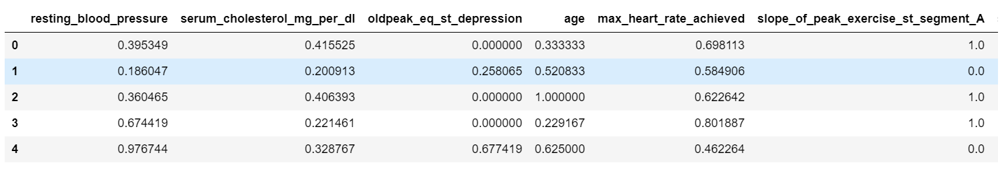 resting_blood_pressure serum_cholesterol_mg_per_dl oldpeak_eq_st_depression age max_heart_rate_achieved slope_of_peak_exercise_st_segment_A
0 0.395349 0.415525 0.000000 0.333333 0.698113 1.0
1 0.186047 0.200913 0.258065 0.520833 0.584906 0.0
2 0.360465 0.406393 0.000000 1.000000 0.622642 1.0
3 0.674419 0.221461 0.000000 0.229167 0.801887 1.0
4 0.976744 0.328767 0.677419 0.625000 0.462264 0.0